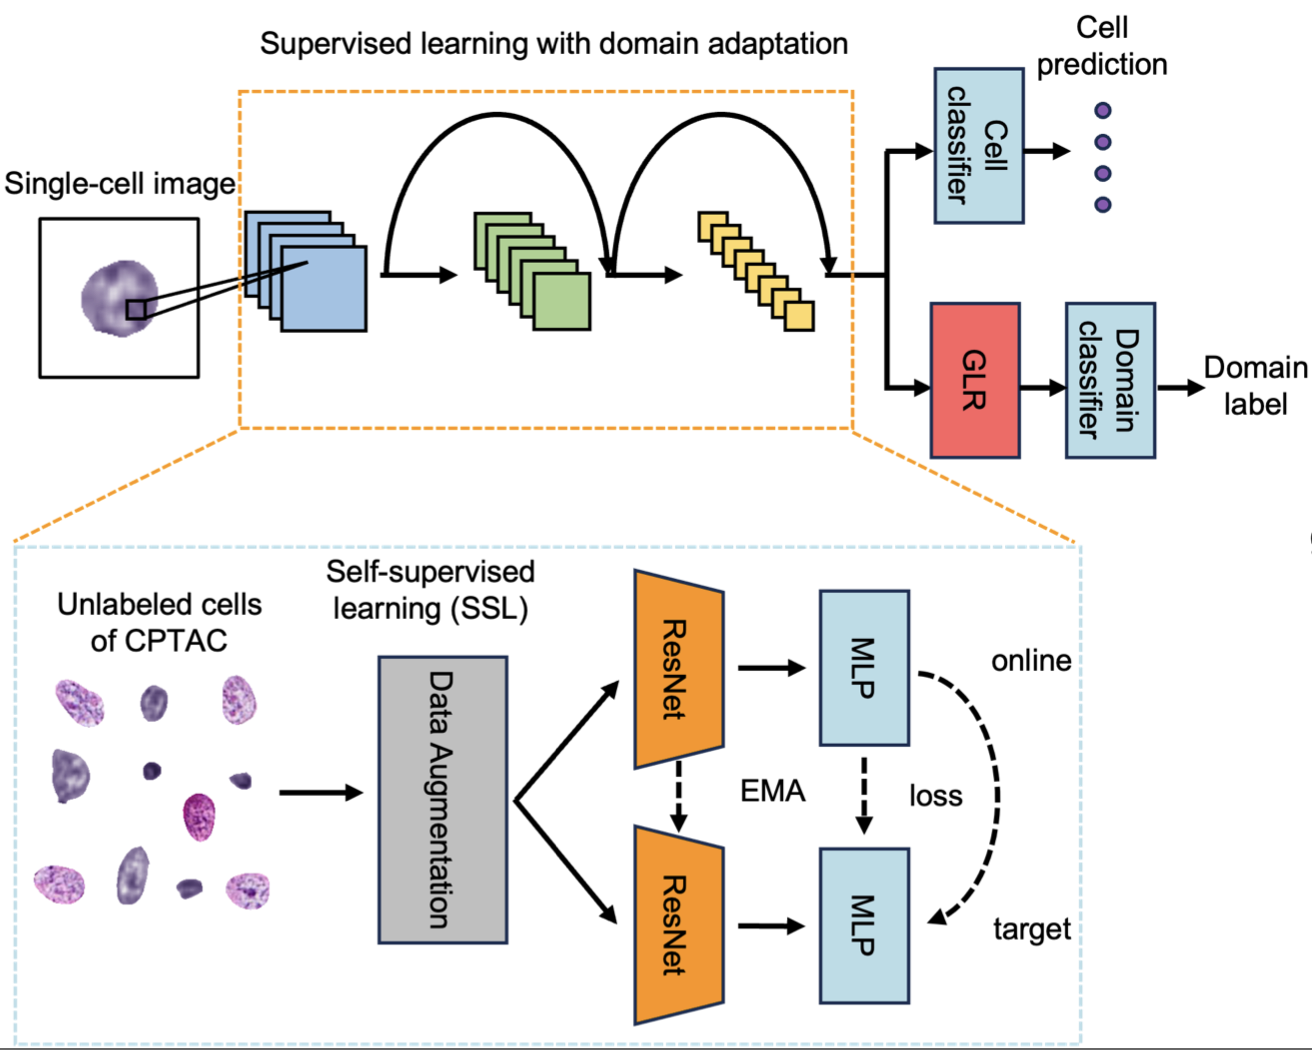 Supervised learning with domain adaptation
Cell
prediction
Single-cell image
Cell
classifier
GLR
Domain
classifier
Domain
label
Self-supervised
learning (SSL)
Unlabeled cells
of CPTAC
Data Augmentation
ResNet
MLP
online
EMA
loss
ResNet
MLP
target